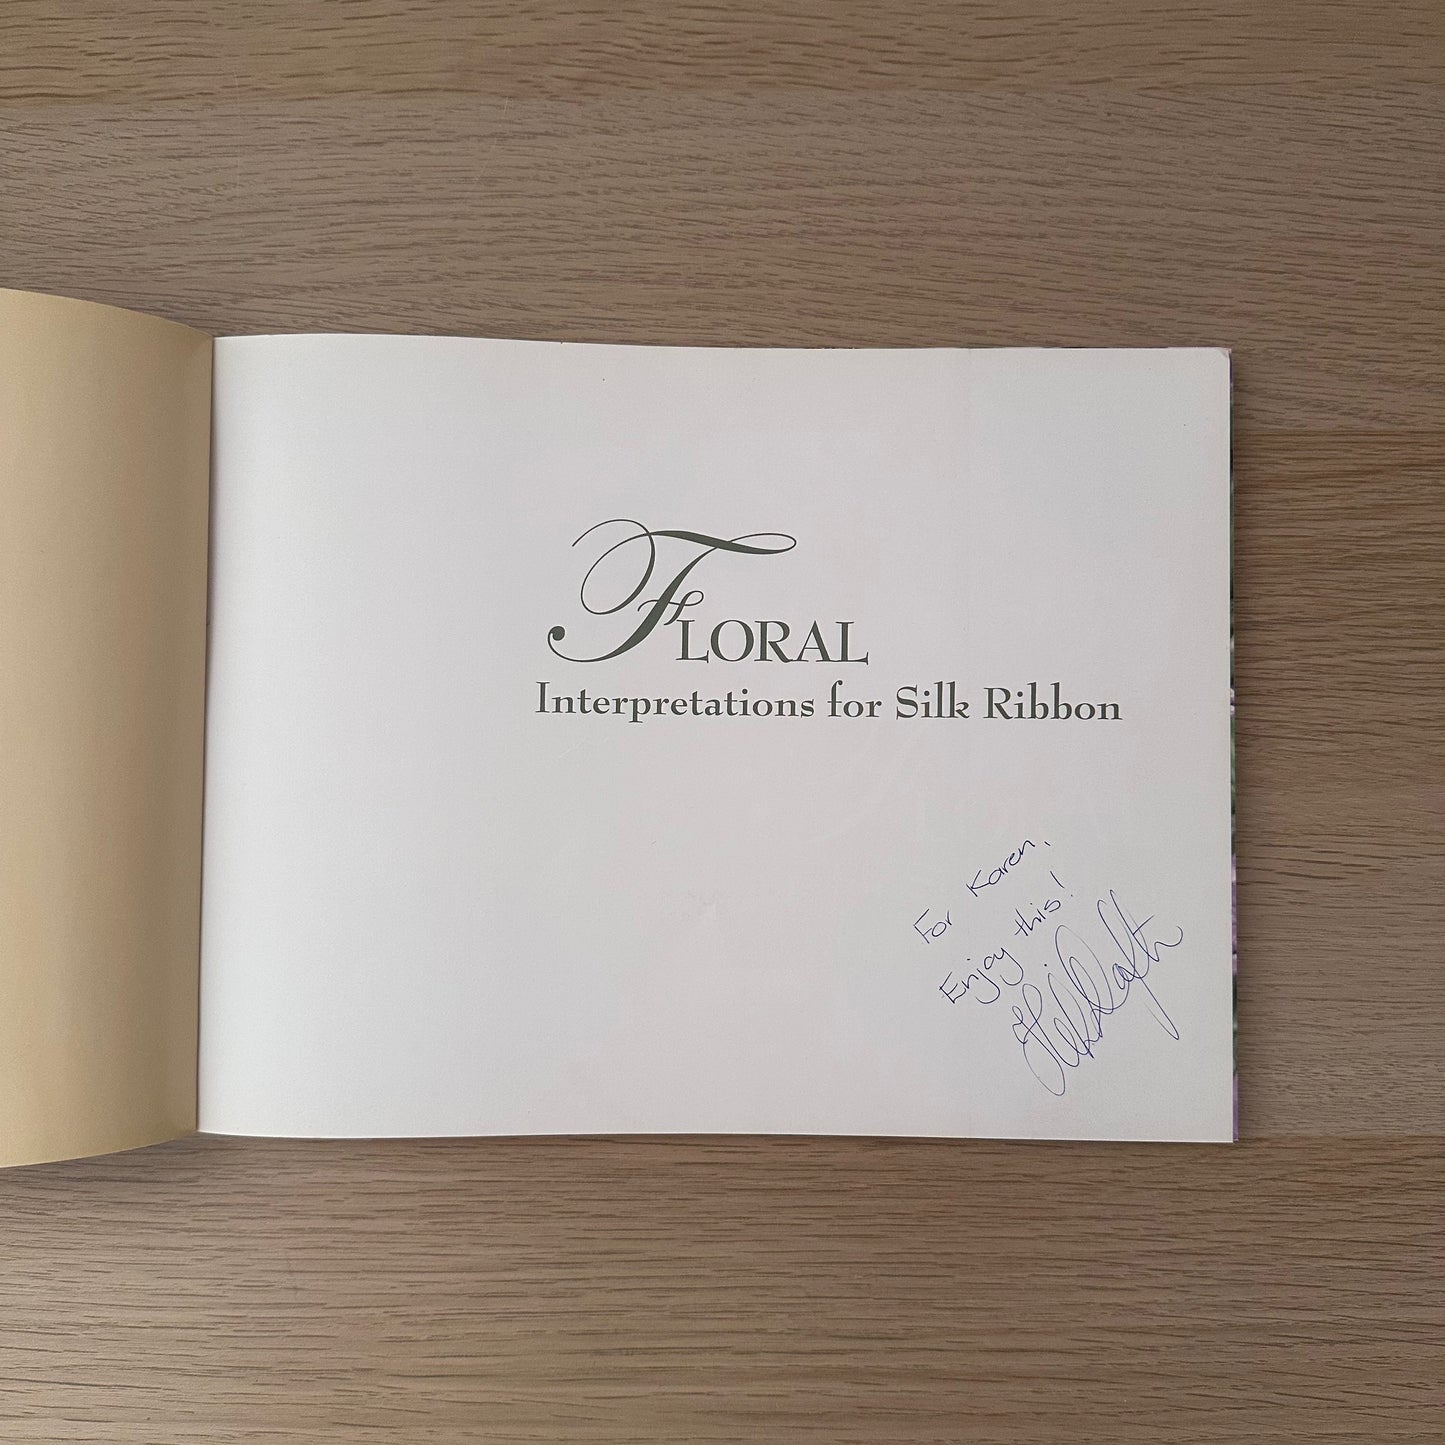 FLORAL
Interpretations for Silk Ribbon
For Karen,
Enjoy this!